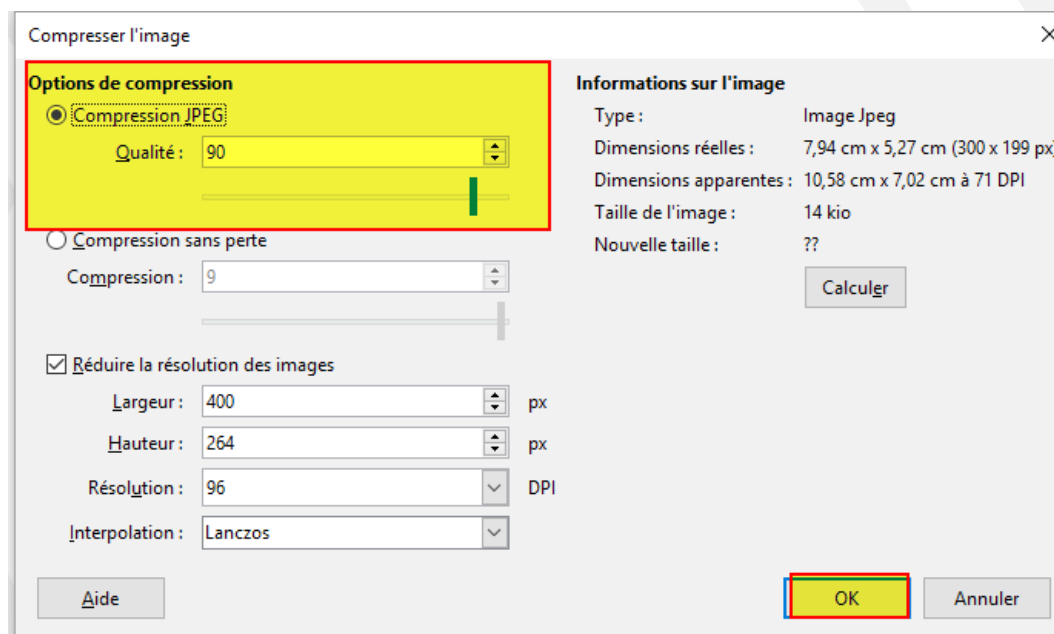 Compresser l'image
Options de compression
Compression JPEG
Qualité : 90
Compression sans perte
Compression : 9
Réduire la résolution des images
Largeur : 400 px
Hauteur : 264 px
Résolution : 96 DPI
Interpolation : Lanczos
Informations sur l'image
Type : Image Jpeg
Dimensions réelles : 7,94 cm x 5,27 cm (300 x 199 px)
Dimensions apparentes : 10,58 cm x 7,02 cm à 71 DPI
Taille de l'image : 14 kio
Nouvelle taille : ??
Calculer
Aide
OK
Annuler